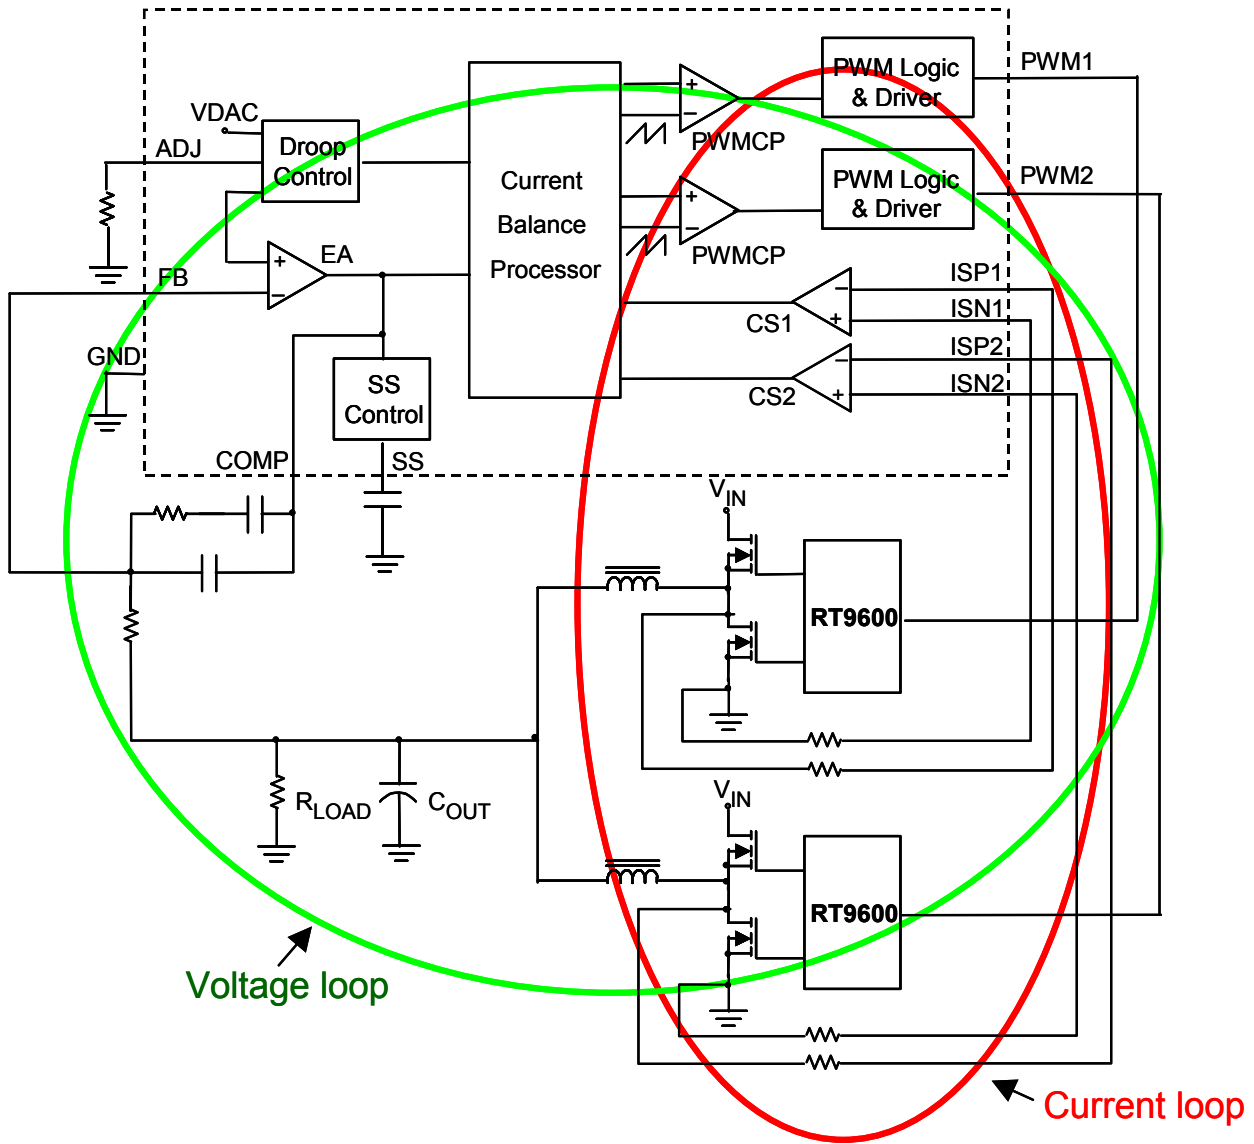 PWM Logic
& Driver
PWM1
VDAC
ADJ
Droop
Control
PWMCP
Current
Balance
Processor
PWM Logic
& Driver
PWM2
PWMCP
EA
FB
ISP1
ISN1
CS1
ISP2
ISN2
CS2
GND
SS
Control
COMP
SS
VIN
RT9600
RLOAD
COUT
VIN
RT9600
Voltage loop
Current loop